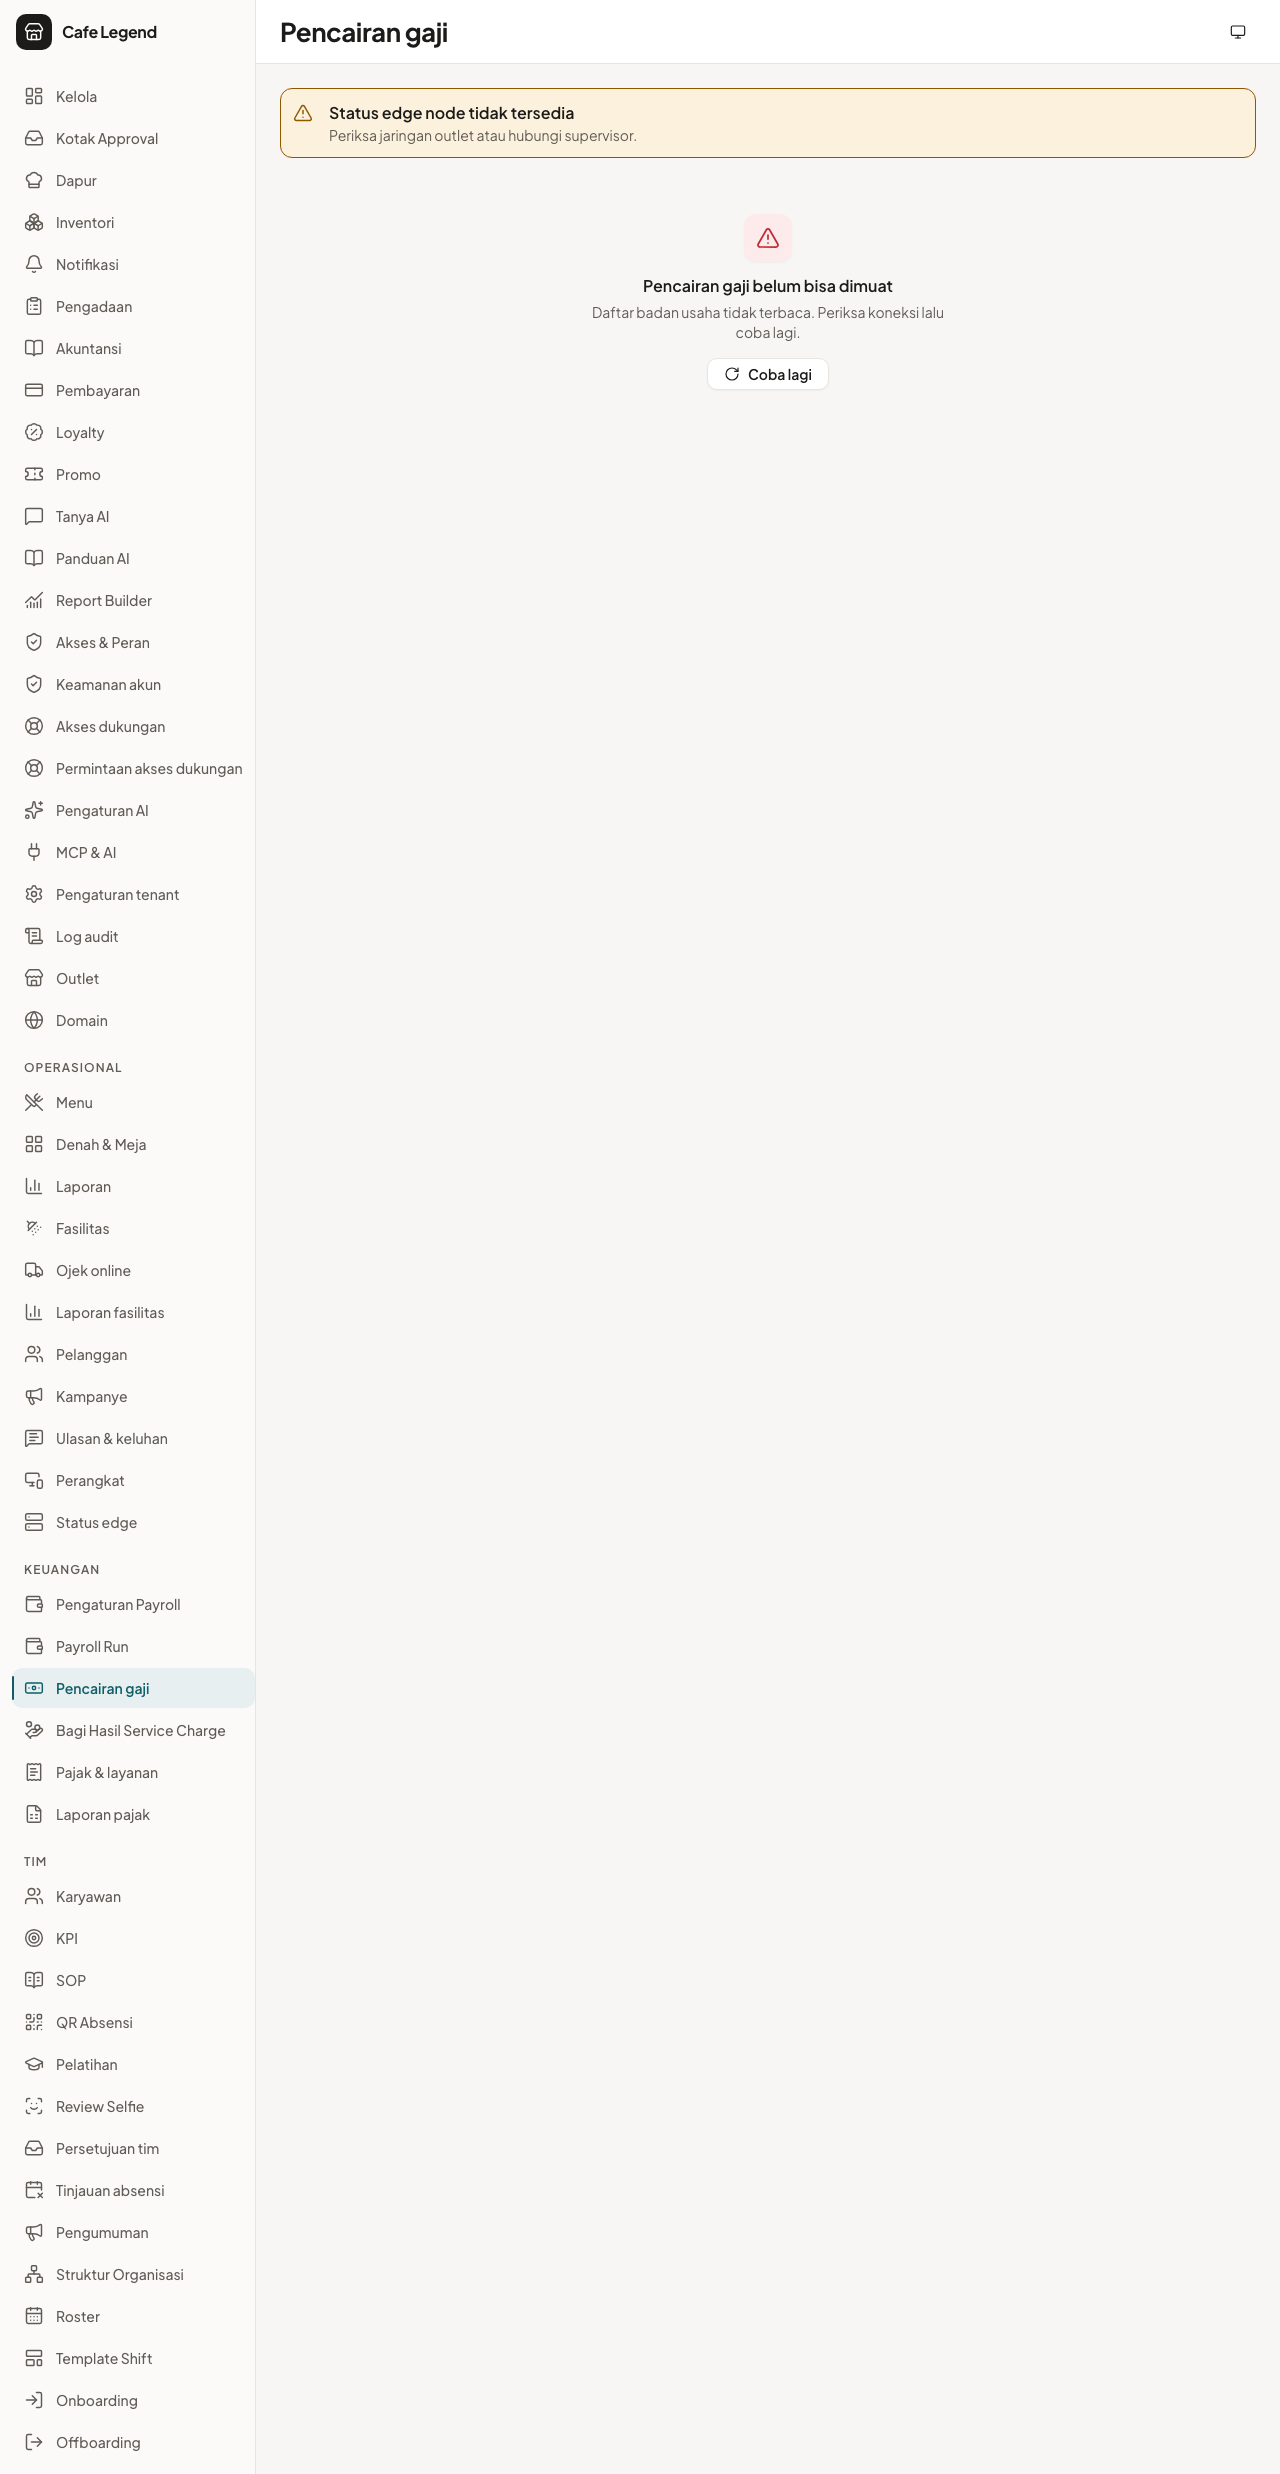 Cafe Legend
Kelola
Kotak Approval
Dapur
Inventori
Notifikasi
Pengadaan
Akuntansi
Pembayaran
Loyalty
Promo
Tanya AI
Panduan AI
Report Builder
Akses & Peran
Keamanan akun
Akses dukungan
Permintaan akses dukungan
Pengaturan AI
MCP & AI
Pengaturan tenant
Log audit
Outlet
Domain
OPERASIONAL
Menu
Denah & Meja
Laporan
Fasilitas
Ojek online
Laporan fasilitas
Pelanggan
Kampanye
Ulasan & keluhan
Perangkat
Status edge
KEUANGAN
Pengaturan Payroll
Payroll Run
Pencairan gaji
Bagi Hasil Service Charge
Pajak & layanan
Laporan pajak
TIM
Karyawan
KPI
SOP
QR Absensi
Pelatihan
Review Selfie
Persetujuan tim
Tinjauan absensi
Pengumuman
Struktur Organisasi
Roster
Template Shift
Onboarding
Offboarding
Pencairan gaji
Status edge node tidak tersedia
Periksa jaringan outlet atau hubungi supervisor.
Pencairan gaji belum bisa dimuat
Daftar badan usaha tidak terbaca. Periksa koneksi lalu
coba lagi.
Coba lagi